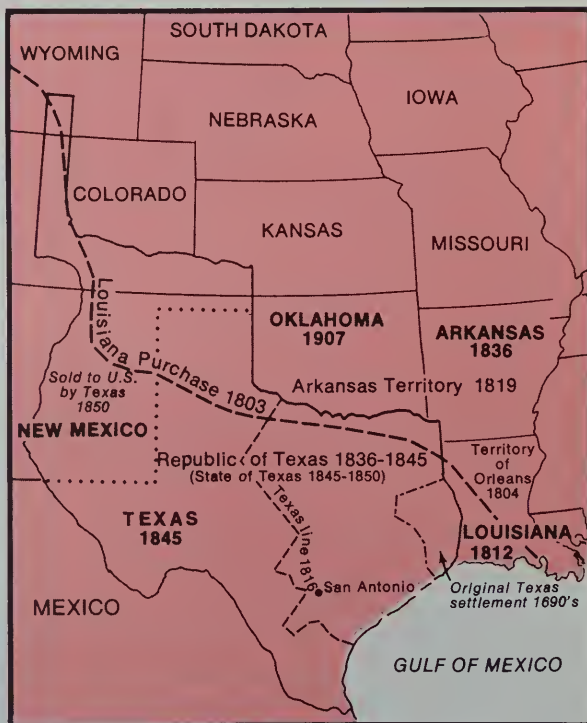 SOUTH DAKOTA
WYOMING
IOWA
NEBRASKA
COLORADO
KANSAS
MISSOURI
Louisiana Purchase 1803
OKLAHOMA
1907
ARKANSAS
1836
Sold to U.S.
by Texas
1850
Arkansas Territory 1819
NEW MEXICO
Republic of Texas 1836-1845
(State of Texas 1845-1850)
Territory
of
Orleans
1804
Texas line 1816
TEXAS
1845
LOUISIANA
1812
San Antonio
Original Texas
settlement 1690's
MEXICO
GULF OF MEXICO